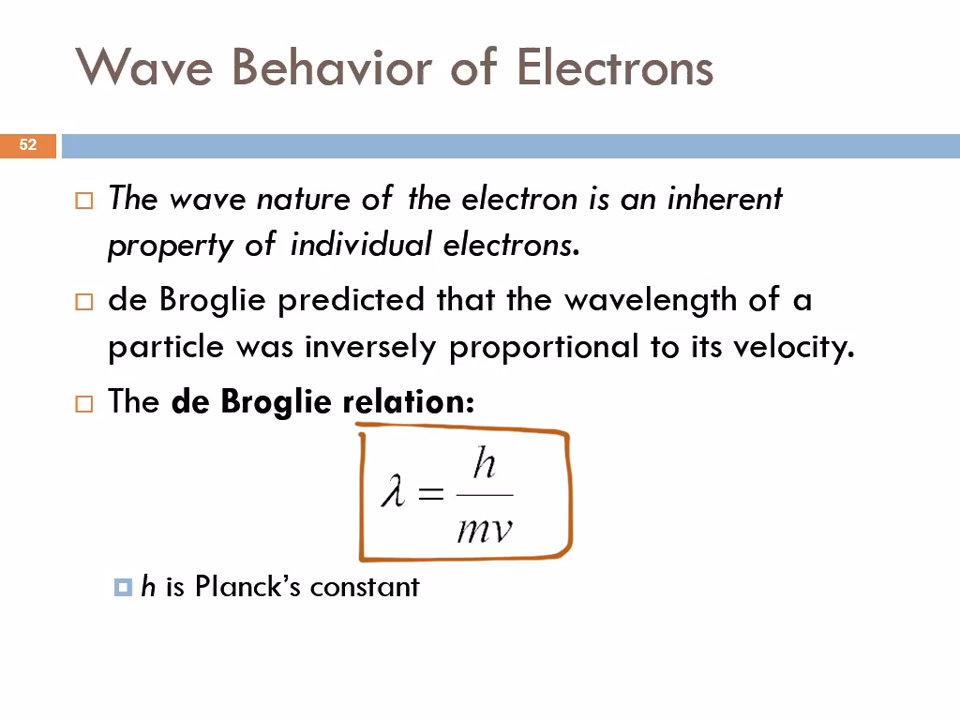 Wave Behavior of Electrons
52
The wave nature of the electron is an inherent
property of individual electrons.
de Broglie predicted that the wavelength of a
particle was inversely proportional to its velocity.
The de Broglie relation:
λ = h/mv
h is Planck's constant